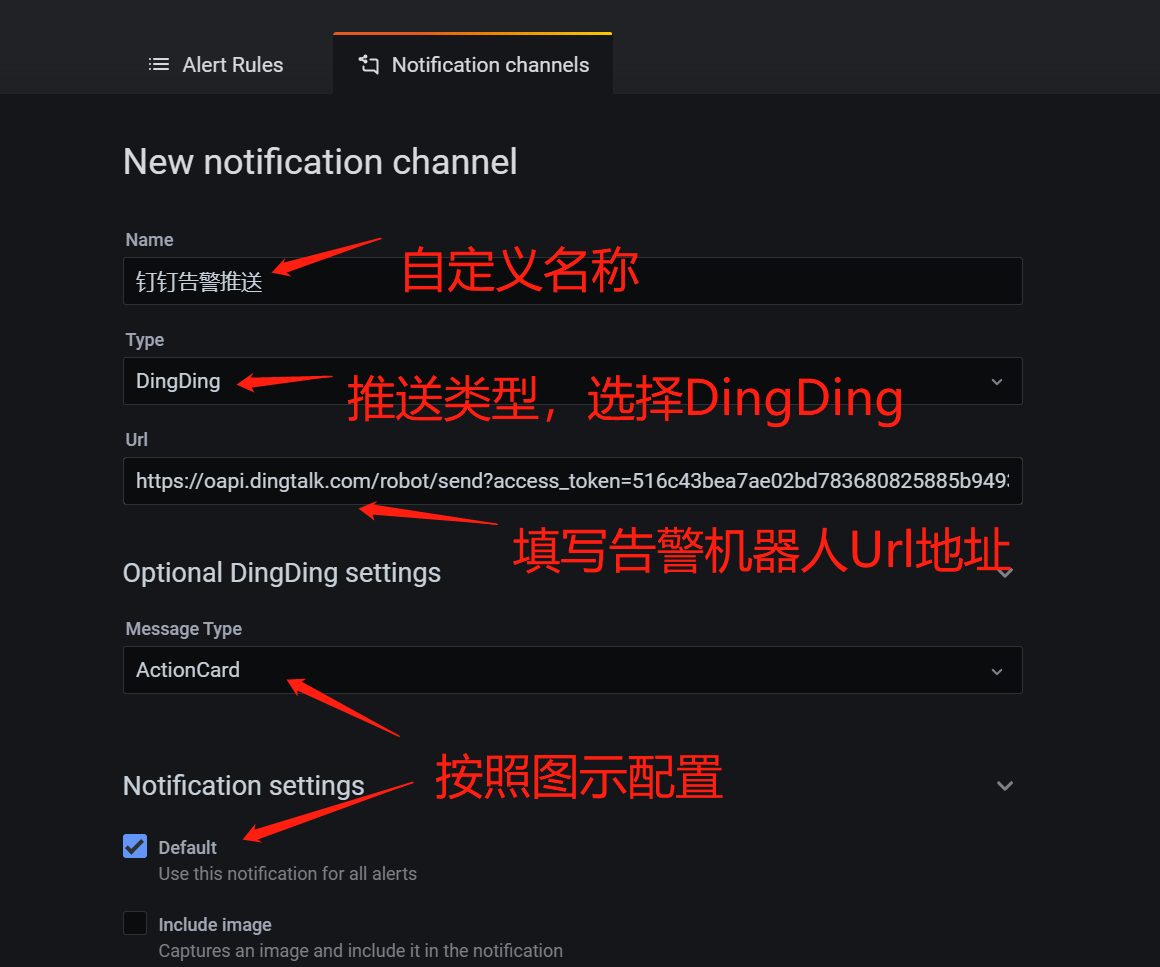 Alert Rules
Notification channels
New notification channel
Name
钉钉告警推送
自定义名称
Type
DingDing
推送类型，选择DingDing
Url
https://oapi.dingtalk.com/robot/send?access_token=516c43bea7ae02bd783680825885b949
填写告警机器人Url地址
Optional DingDing settings
Message Type
ActionCard
按照图示配置
Notification settings
Default
Use this notification for all alerts
Include image
Captures an image and include it in the notification